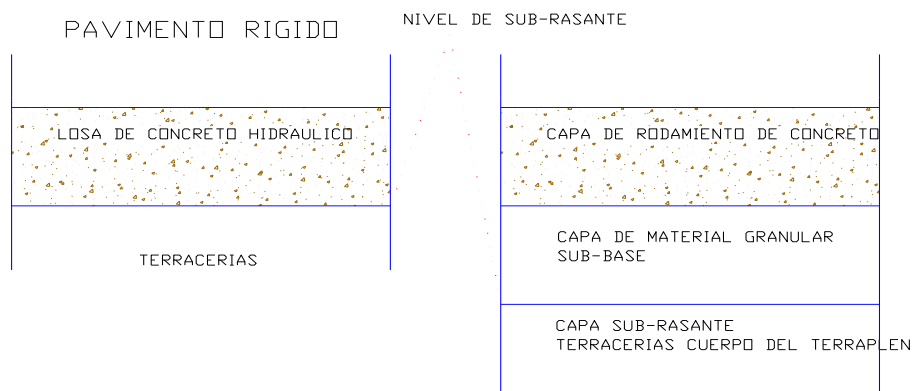 PAVIMENTO RIGIDO
NIVEL DE SUB-RASANTE
LOSA DE CONCRETO HIDRAULICO
TERRACERIAS
CAPA DE RODAMIENTO DE CONCRETO
CAPA DE MATERIAL GRANULAR
SUB-BASE
CAPA SUB-RASANTE
TERRACERIAS CUERPO DEL TERRAPLEN